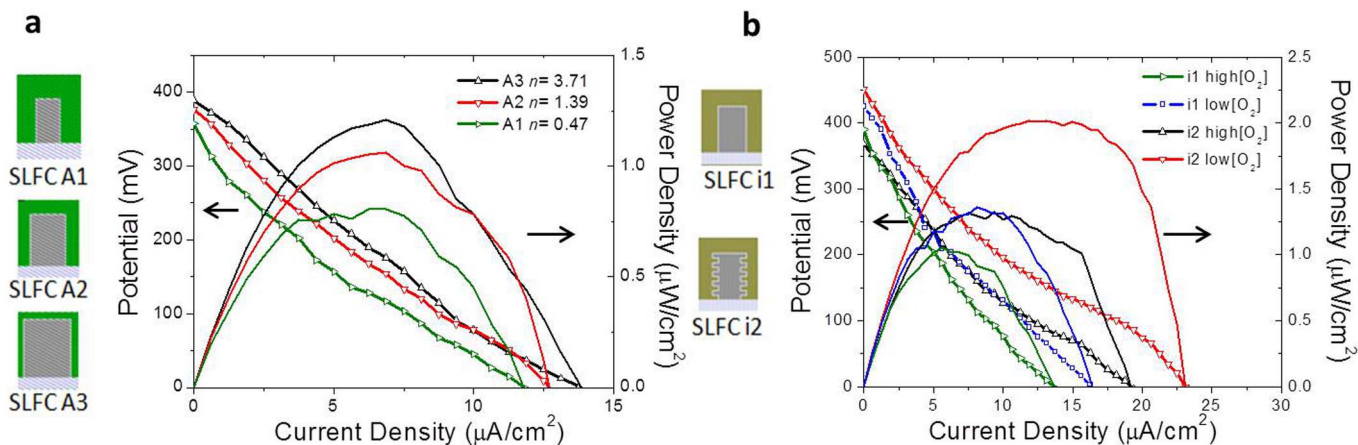 a
SLFC A1
SLFC A2
SLFC A3
Potential (mV)
400
300
200
100
0
0
5
10
15
Current Density (μA/cm²)
1.5
1.0
0.5
0.0
Power Density (μW/cm²)
A3 n= 3.71
A2 n= 1.39
A1 n= 0.47
b
SLFC i1
SLFC i2
Potential (mV)
500
400
300
200
100
0
0
5
10
15
20
25
30
Current Density (μA/cm²)
2.5
2.0
1.5
1.0
0.5
0.0
Power Density (μW/cm²)
i1 high[O₂]
i1 low[O₂]
i2 high[O₂]
i2 low[O₂]